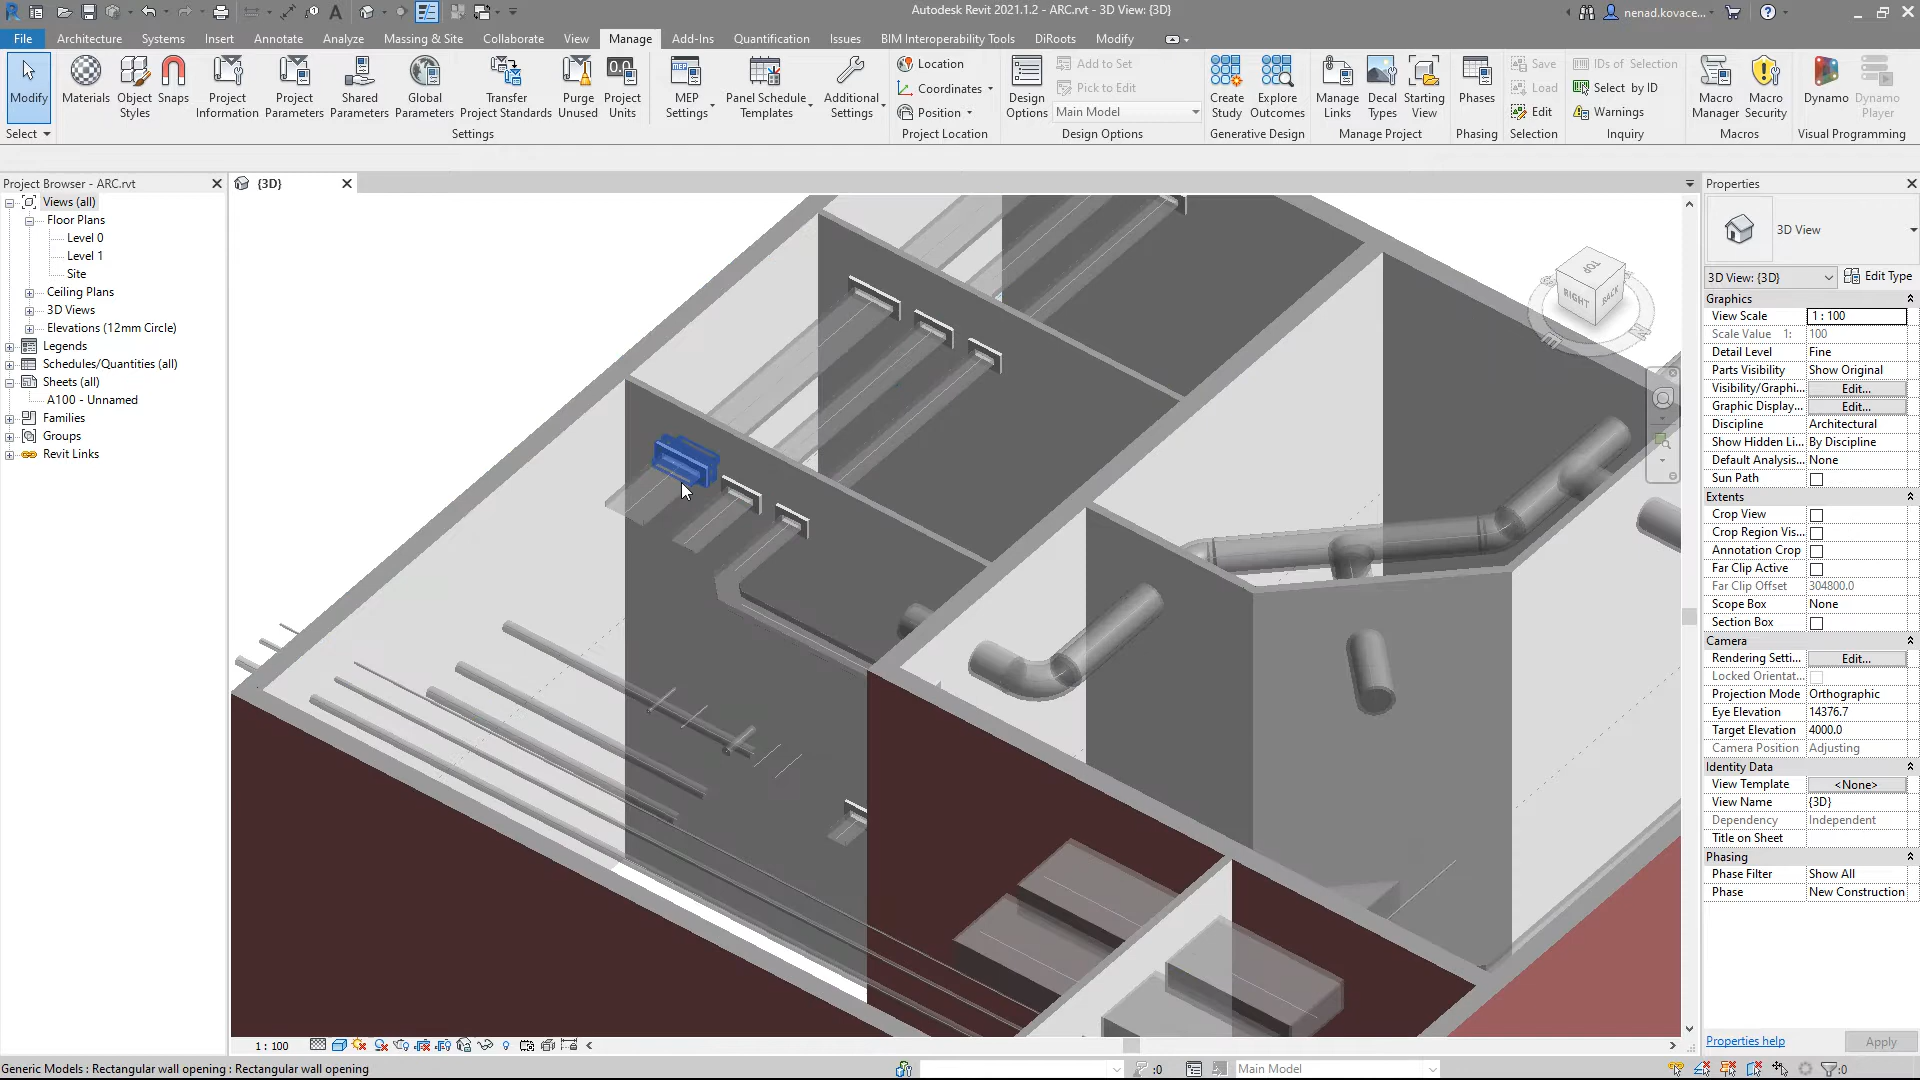 Autodesk Revit 2021.1.2 - ARC.rvt - 3D View: {3D}
nenad.kovace...
File Architecture Systems Insert Annotate Analyze Massing & Site Collaborate View Manage Add-Ins Quantification Issues BIM Interoperability Tools DiRoots Modify
Modify
Materials
Object
Styles
Snaps
Project
Information
Project
Parameters
Shared
Parameters
Global
Parameters
Transfer
Project Standards
Purge
Unused
Project
Units
MEP
Settings
Panel Schedule
Templates
Additional
Settings
Location
Coordinates
Position
Design
Options
Add to Set
Pick to Edit
Main Model
Create
Study
Explore
Outcomes
Manage
Links
Decal
Types
Starting
View
Phases
Save
Load
Edit
IDs of Selection
Select by ID
Warnings
Macro
Manager
Macro
Security
Dynamo
Dynamo
Player
Select
Settings
Project Location
Design Options
Generative Design
Manage Project
Phasing
Selection
Inquiry
Macros
Visual Programming
Project Browser - ARC.rvt
Views (all)
Floor Plans
Level 0
Level 1
Site
Ceiling Plans
3D Views
Elevations (12mm Circle)
Legends
Schedules/Quantities (all)
Sheets (all)
A100 - Unnamed
Families
Groups
Revit Links
{3D}
TOP
RIGHT
BACK
Properties
3D View
3D View: {3D}
Edit Type
Graphics
View Scale 1 : 100
Scale Value 1: 100
Detail Level Fine
Parts Visibility Show Original
Visibility/Graphi... Edit...
Graphic Display... Edit...
Discipline Architectural
Show Hidden Li... By Discipline
Default Analysis... None
Sun Path
Extents
Crop View
Crop Region Vis...
Annotation Crop
Far Clip Active
Far Clip Offset 304800.0
Scope Box None
Section Box
Camera
Rendering Setti... Edit...
Locked Orientat...
Projection Mode Orthographic
Eye Elevation 14376.7
Target Elevation 4000.0
Camera Position Adjusting
Identity Data
View Template <None>
View Name {3D}
Dependency Independent
Title on Sheet
Phasing
Phase Filter Show All
Phase New Construction
Properties help
Apply
1 : 100
Generic Models : Rectangular wall opening : Rectangular wall opening
:0
Main Model
:0